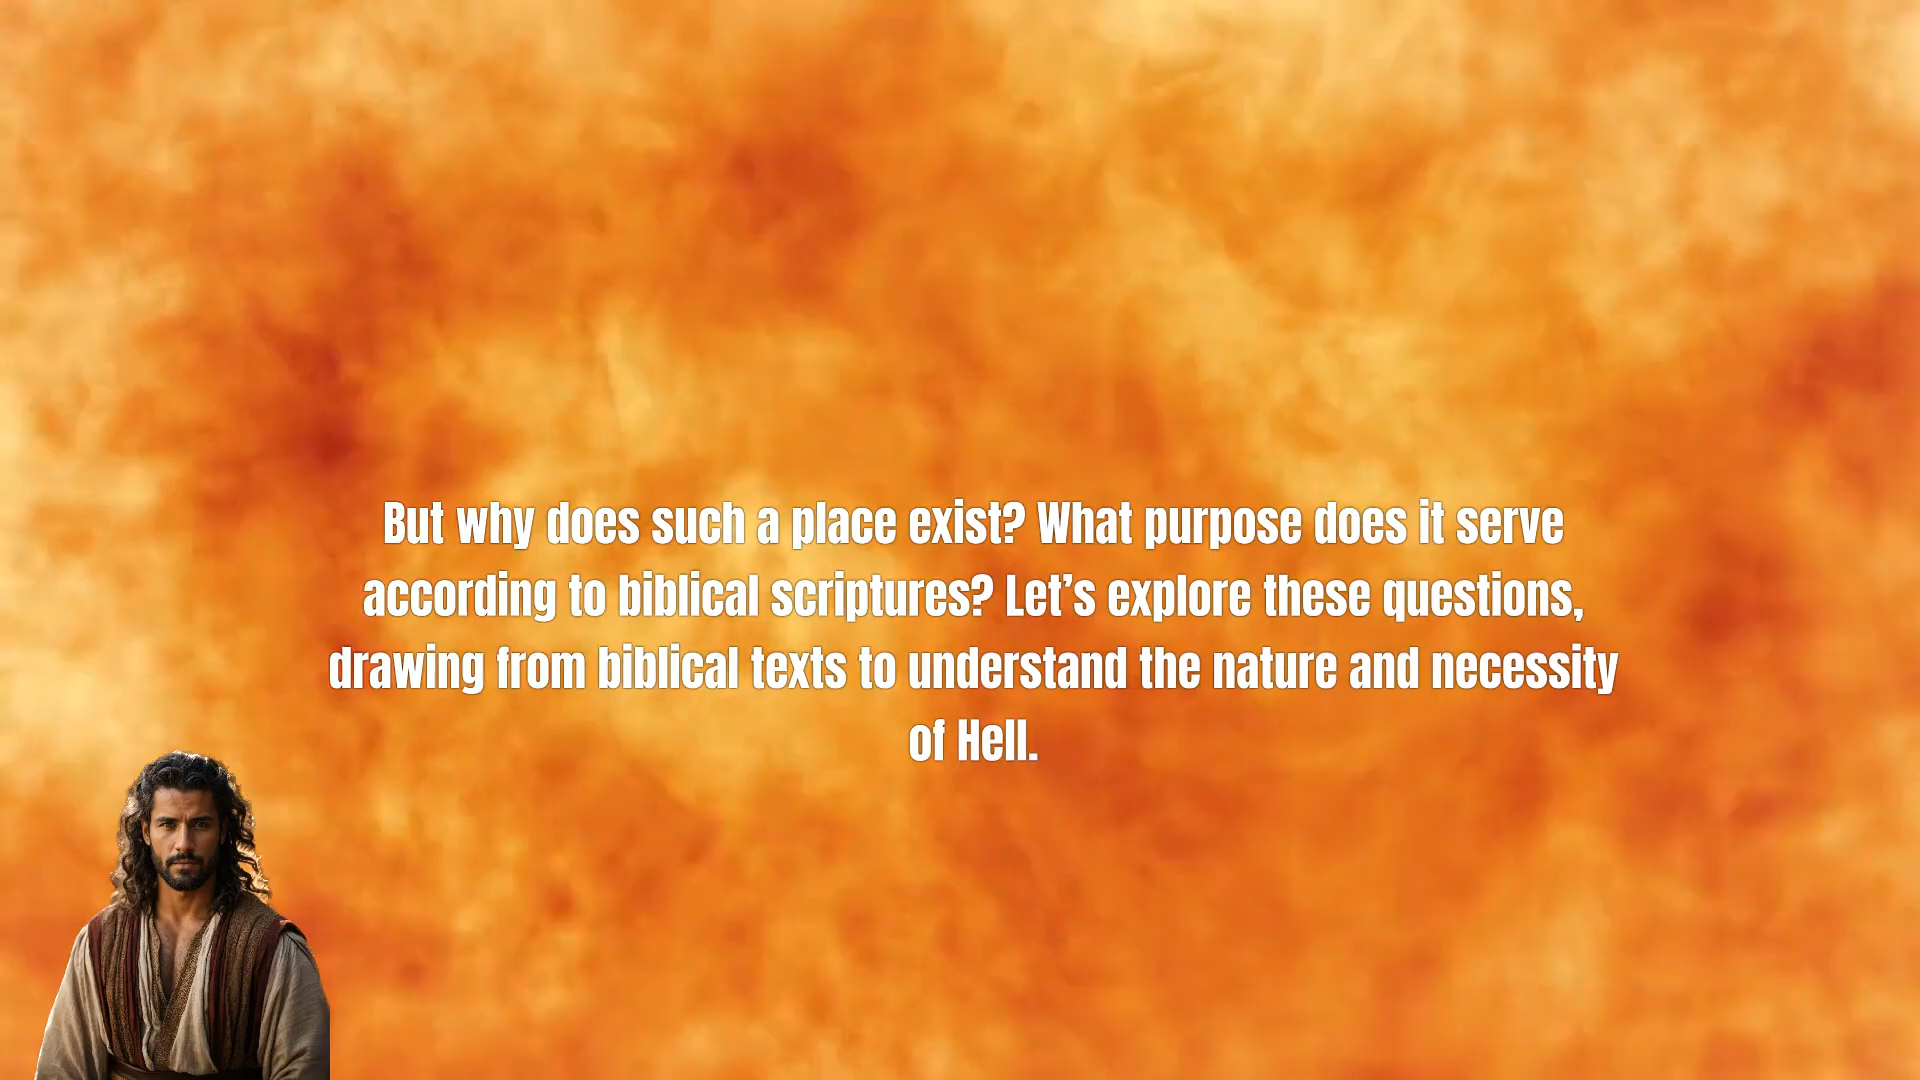 But why does such a place exist? What purpose does it serve
according to biblical scriptures? Let’s explore these questions,
drawing from biblical texts to understand the nature and necessity
of Hell.